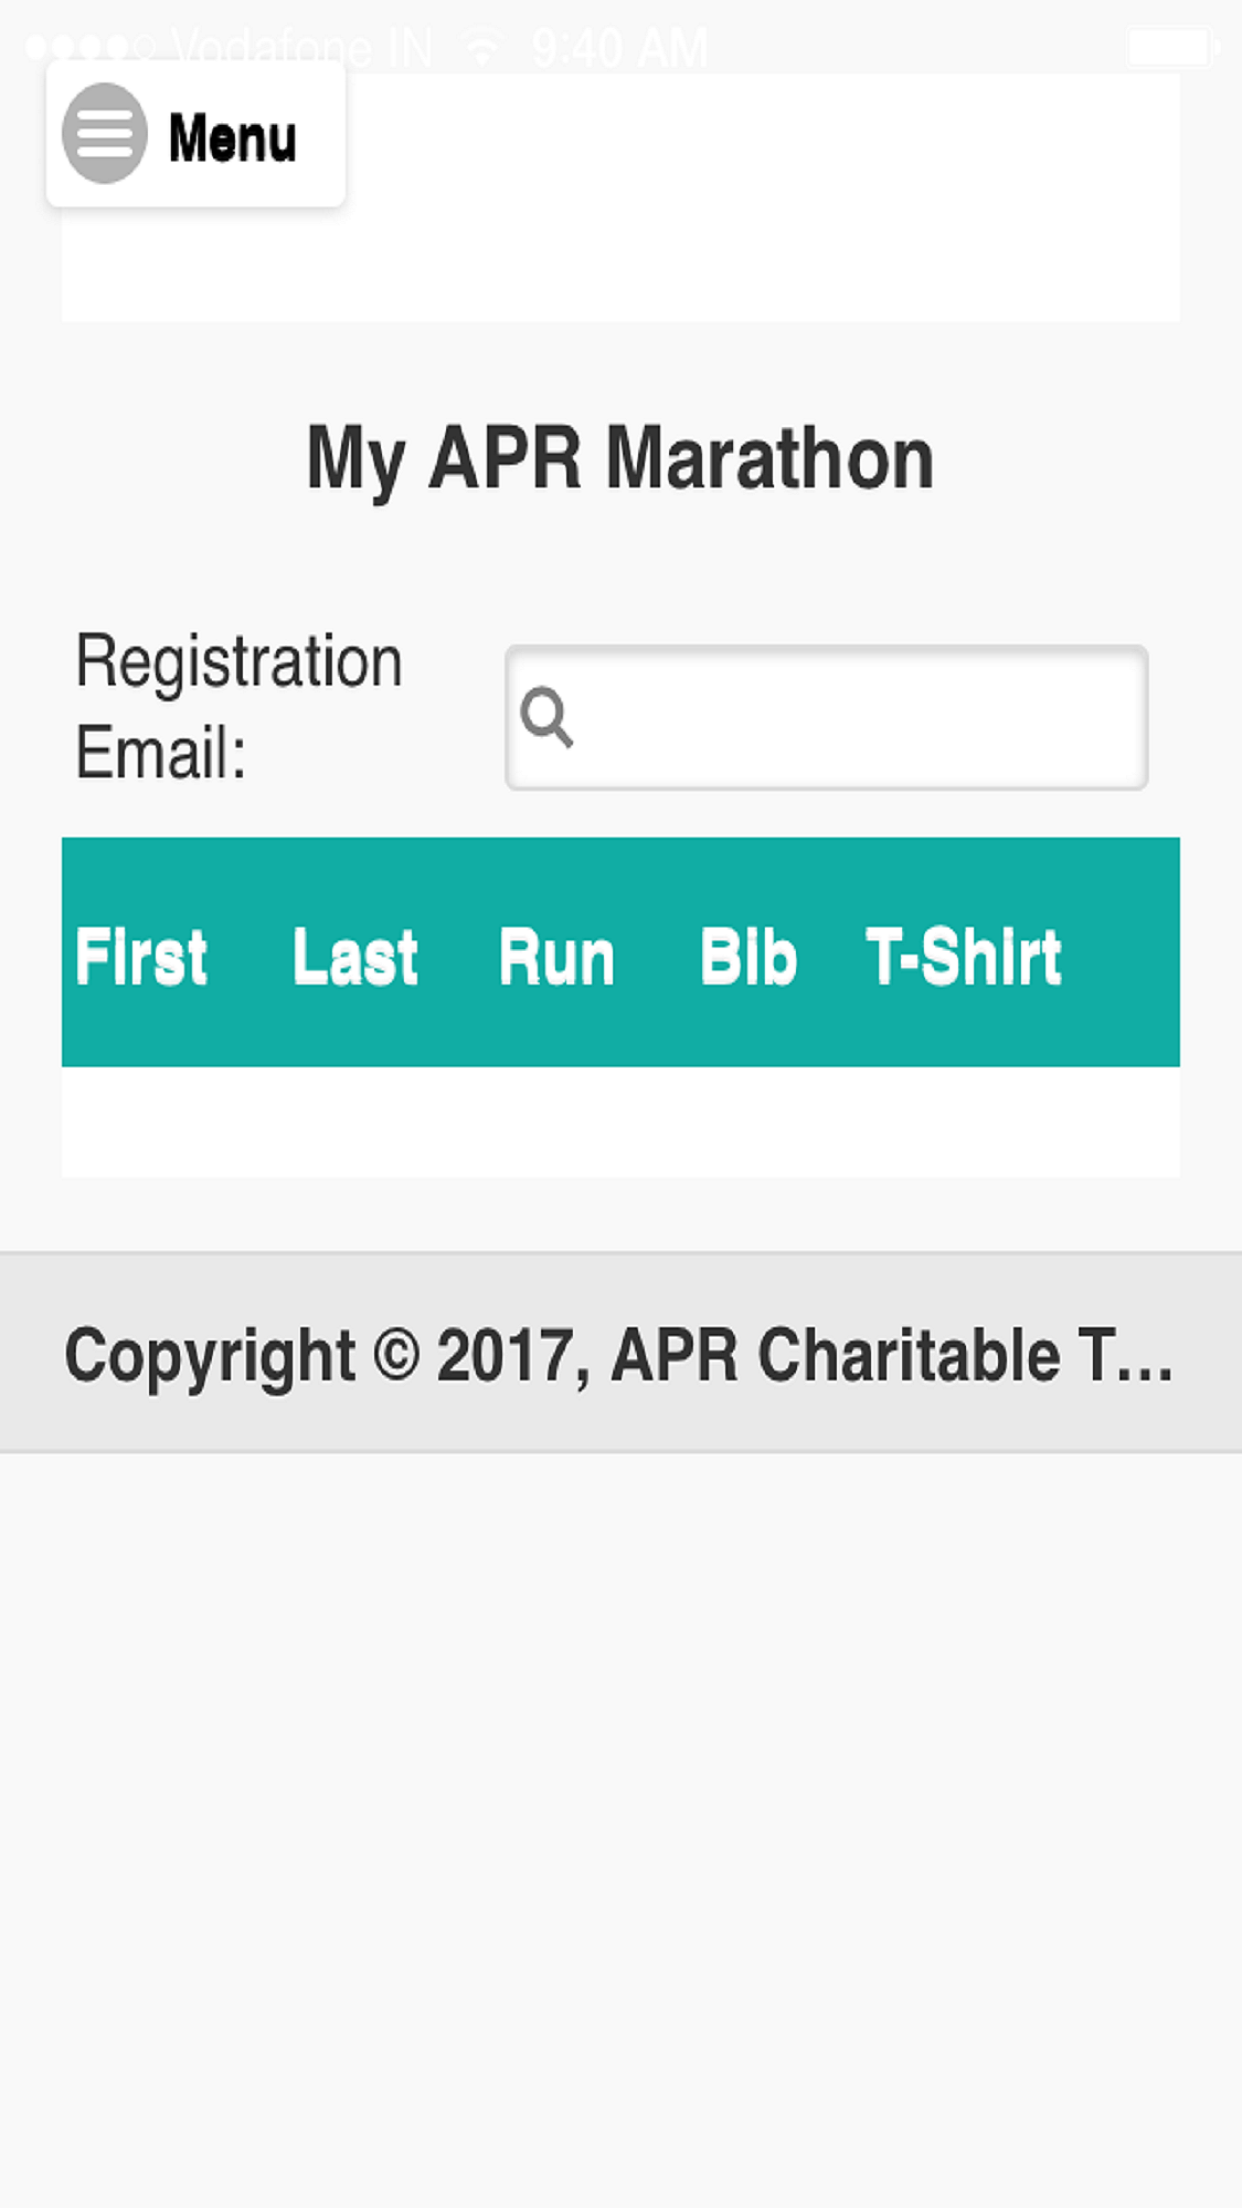 Vodafone IN 9:40 AM
Menu
My APR Marathon
Registration
Email:
First Last Run Bib T-Shirt
Copyright © 2017, APR Charitable T...